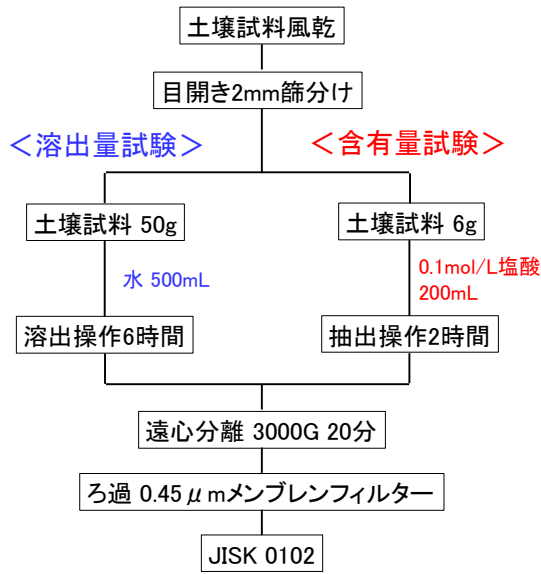 土壌試料風乾
目開き2mm篩分け
＜溶出量試験＞
＜含有量試験＞
土壌試料 50g
土壌試料 6g
水 500mL
0.1mol/L塩酸
200mL
溶出操作6時間
抽出操作2時間
遠心分離 3000G 20分
ろ過 0.45μmメンブレンフィルター
JISK 0102